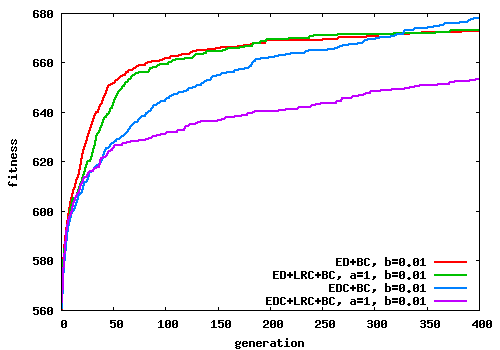 680
660
640
620
600
580
560
fitness
ED+BC, b=0.01
ED+LRC+BC, a=1, b=0.01
EDC+BC, b=0.01
EDC+LRC+BC, a=1, b=0.01
0 50 100 150 200 250 300 350 400
generation